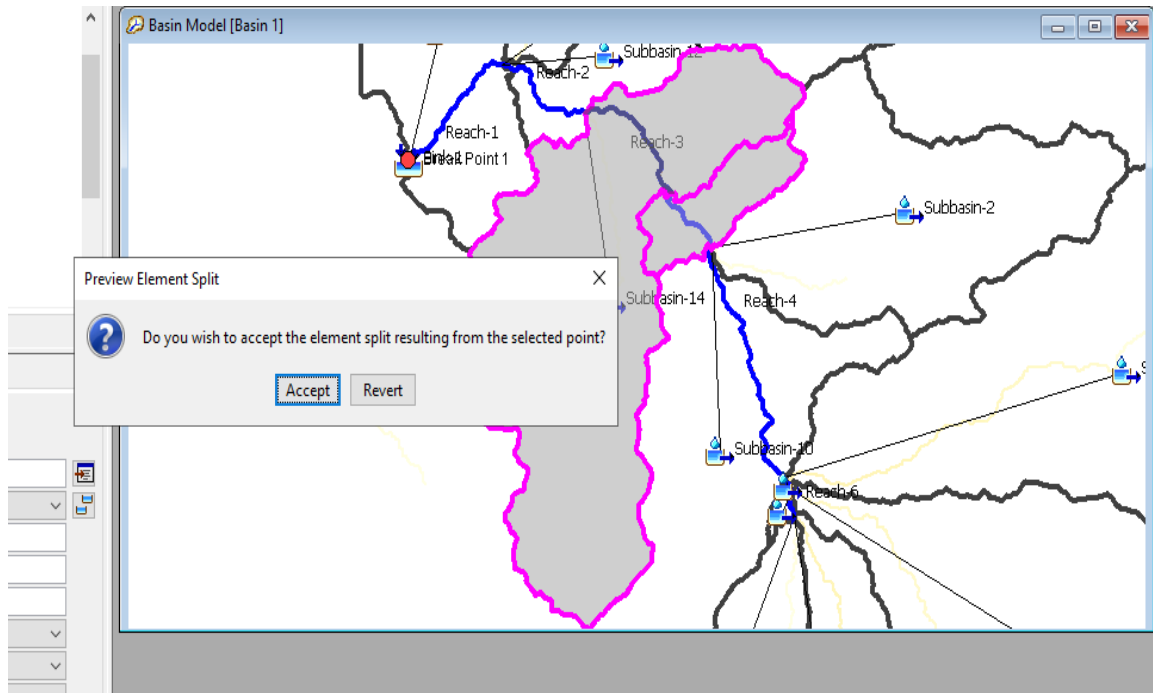 Basin Model [Basin 1]
Subbasin-12
Reach-2
Reach-1
Reach-3
Break Point 1
Subbasin-2
Preview Element Split
Do you wish to accept the element split resulting from the selected point?
Accept
Revert
Subbasin-14
Reach-4
Subbasin-10
Reach-6